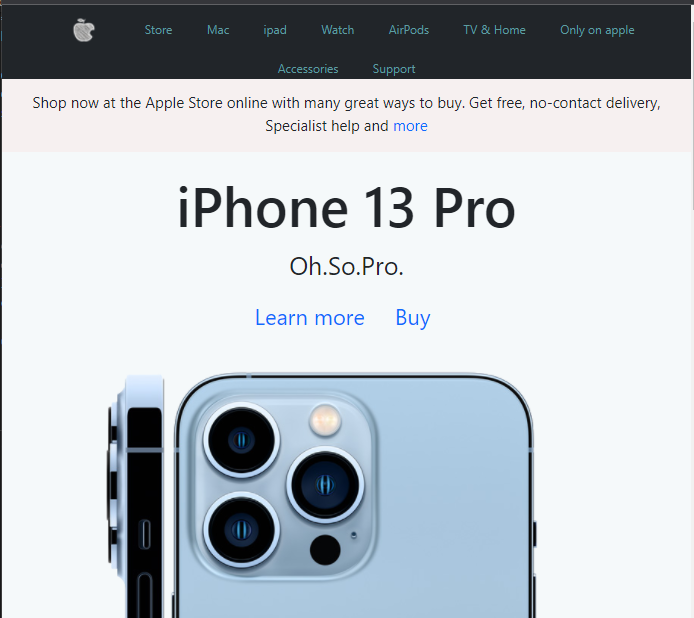 Store Mac ipad Watch AirPods TV & Home Only on apple
Accessories Support
Shop now at the Apple Store online with many great ways to buy. Get free, no-contact delivery,
Specialist help and more
iPhone 13 Pro
Oh.So.Pro.
Learn more Buy